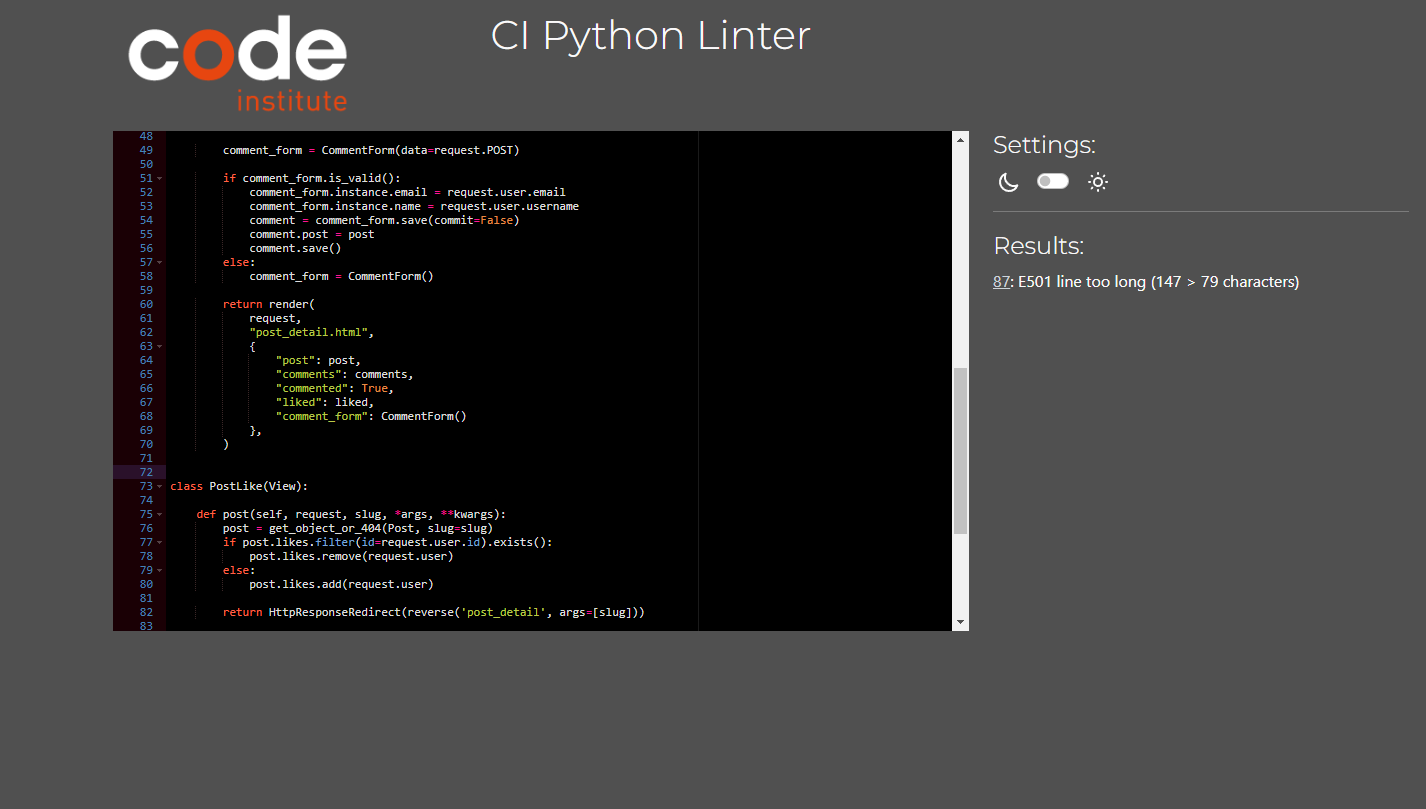 code
institute
CI Python Linter
48
49 comment_form = CommentForm(data=request.POST)
50
51 if comment_form.is_valid():
52 comment_form.instance.email = request.user.email
53 comment_form.instance.name = request.user.username
54 comment = comment_form.save(commit=False)
55 comment.post = post
56 comment.save()
57 else:
58 comment_form = CommentForm()
59
60 return render(
61 request,
62 "post_detail.html",
63 {
64 "post": post,
65 "comments": comments,
66 "commented": True,
67 "liked": liked,
68 "comment_form": CommentForm()
69 },
70 )
71
72
73 class PostLike(View):
74
75 def post(self, request, slug, *args, **kwargs):
76 post = get_object_or_404(Post, slug=slug)
77 if post.likes.filter(id=request.user.id).exists():
78 post.likes.remove(request.user)
79 else:
80 post.likes.add(request.user)
81
82 return HttpResponseRedirect(reverse('post_detail', args=[slug]))
83
Settings:
Results:
87: E501 line too long (147 > 79 characters)